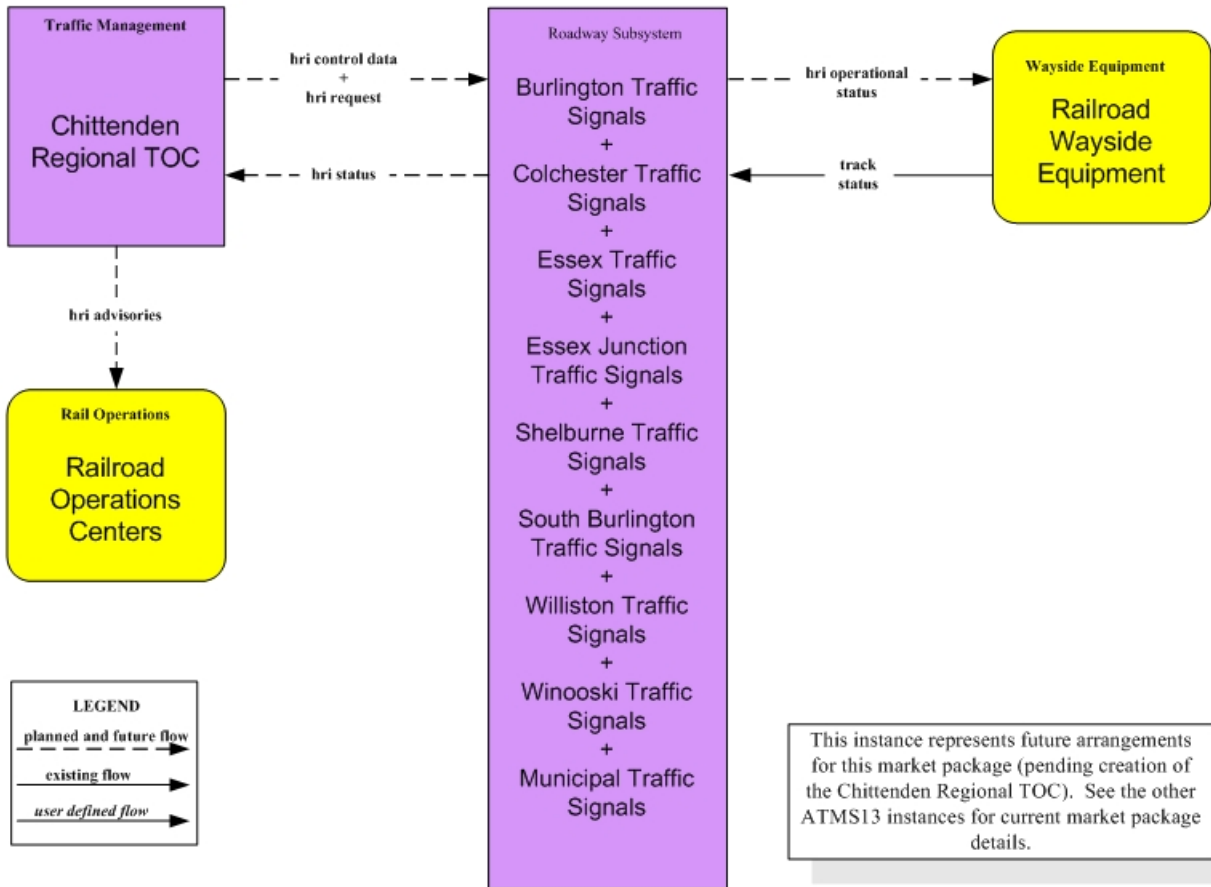 Traffic Management
Chittenden
Regional TOC
hri control data
+
hri request
hri status
hri advisories
Rail Operations
Railroad
Operations
Centers
Roadway Subsystem
Burlington Traffic
Signals
+
Colchester Traffic
Signals
+
Essex Traffic
Signals
+
Essex Junction
Traffic Signals
+
Shelburne Traffic
Signals
+
South Burlington
Traffic Signals
+
Williston Traffic
Signals
+
Winooski Traffic
Signals
+
Municipal Traffic
Signals
hri operational
status
track
status
Wayside Equipment
Railroad
Wayside
Equipment
LEGEND
planned and future flow
existing flow
user defined flow
This instance represents future arrangements
for this market package (pending creation of
the Chittenden Regional TOC).  See the other
ATMS13 instances for current market package
details.